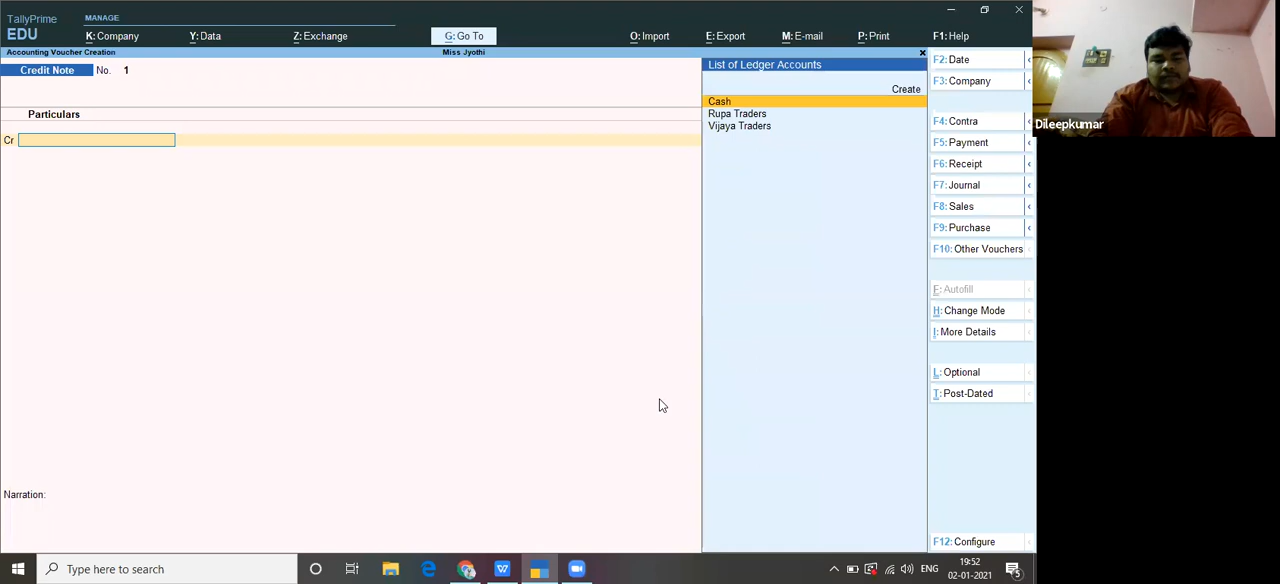 TallyPrime
EDU
MANAGE
K: Company
Y: Data
Z: Exchange
G: Go To
O: Import
E: Export
M: E-mail
P: Print
F1: Help
Accounting Voucher Creation
Miss Jyothi
Credit Note No. 1
Particulars
Cr
List of Ledger Accounts
Create
Cash
Rupa Traders
Vijaya Traders
F2: Date
F3: Company
F4: Contra
F5: Payment
F6: Receipt
F7: Journal
F8: Sales
F9: Purchase
F10: Other Vouchers
F: Autofill
H: Change Mode
I: More Details
L: Optional
T: Post-Dated
F12: Configure
Narration:
Dileepkumar
Type here to search
ENG
19:52
02-01-2021
5